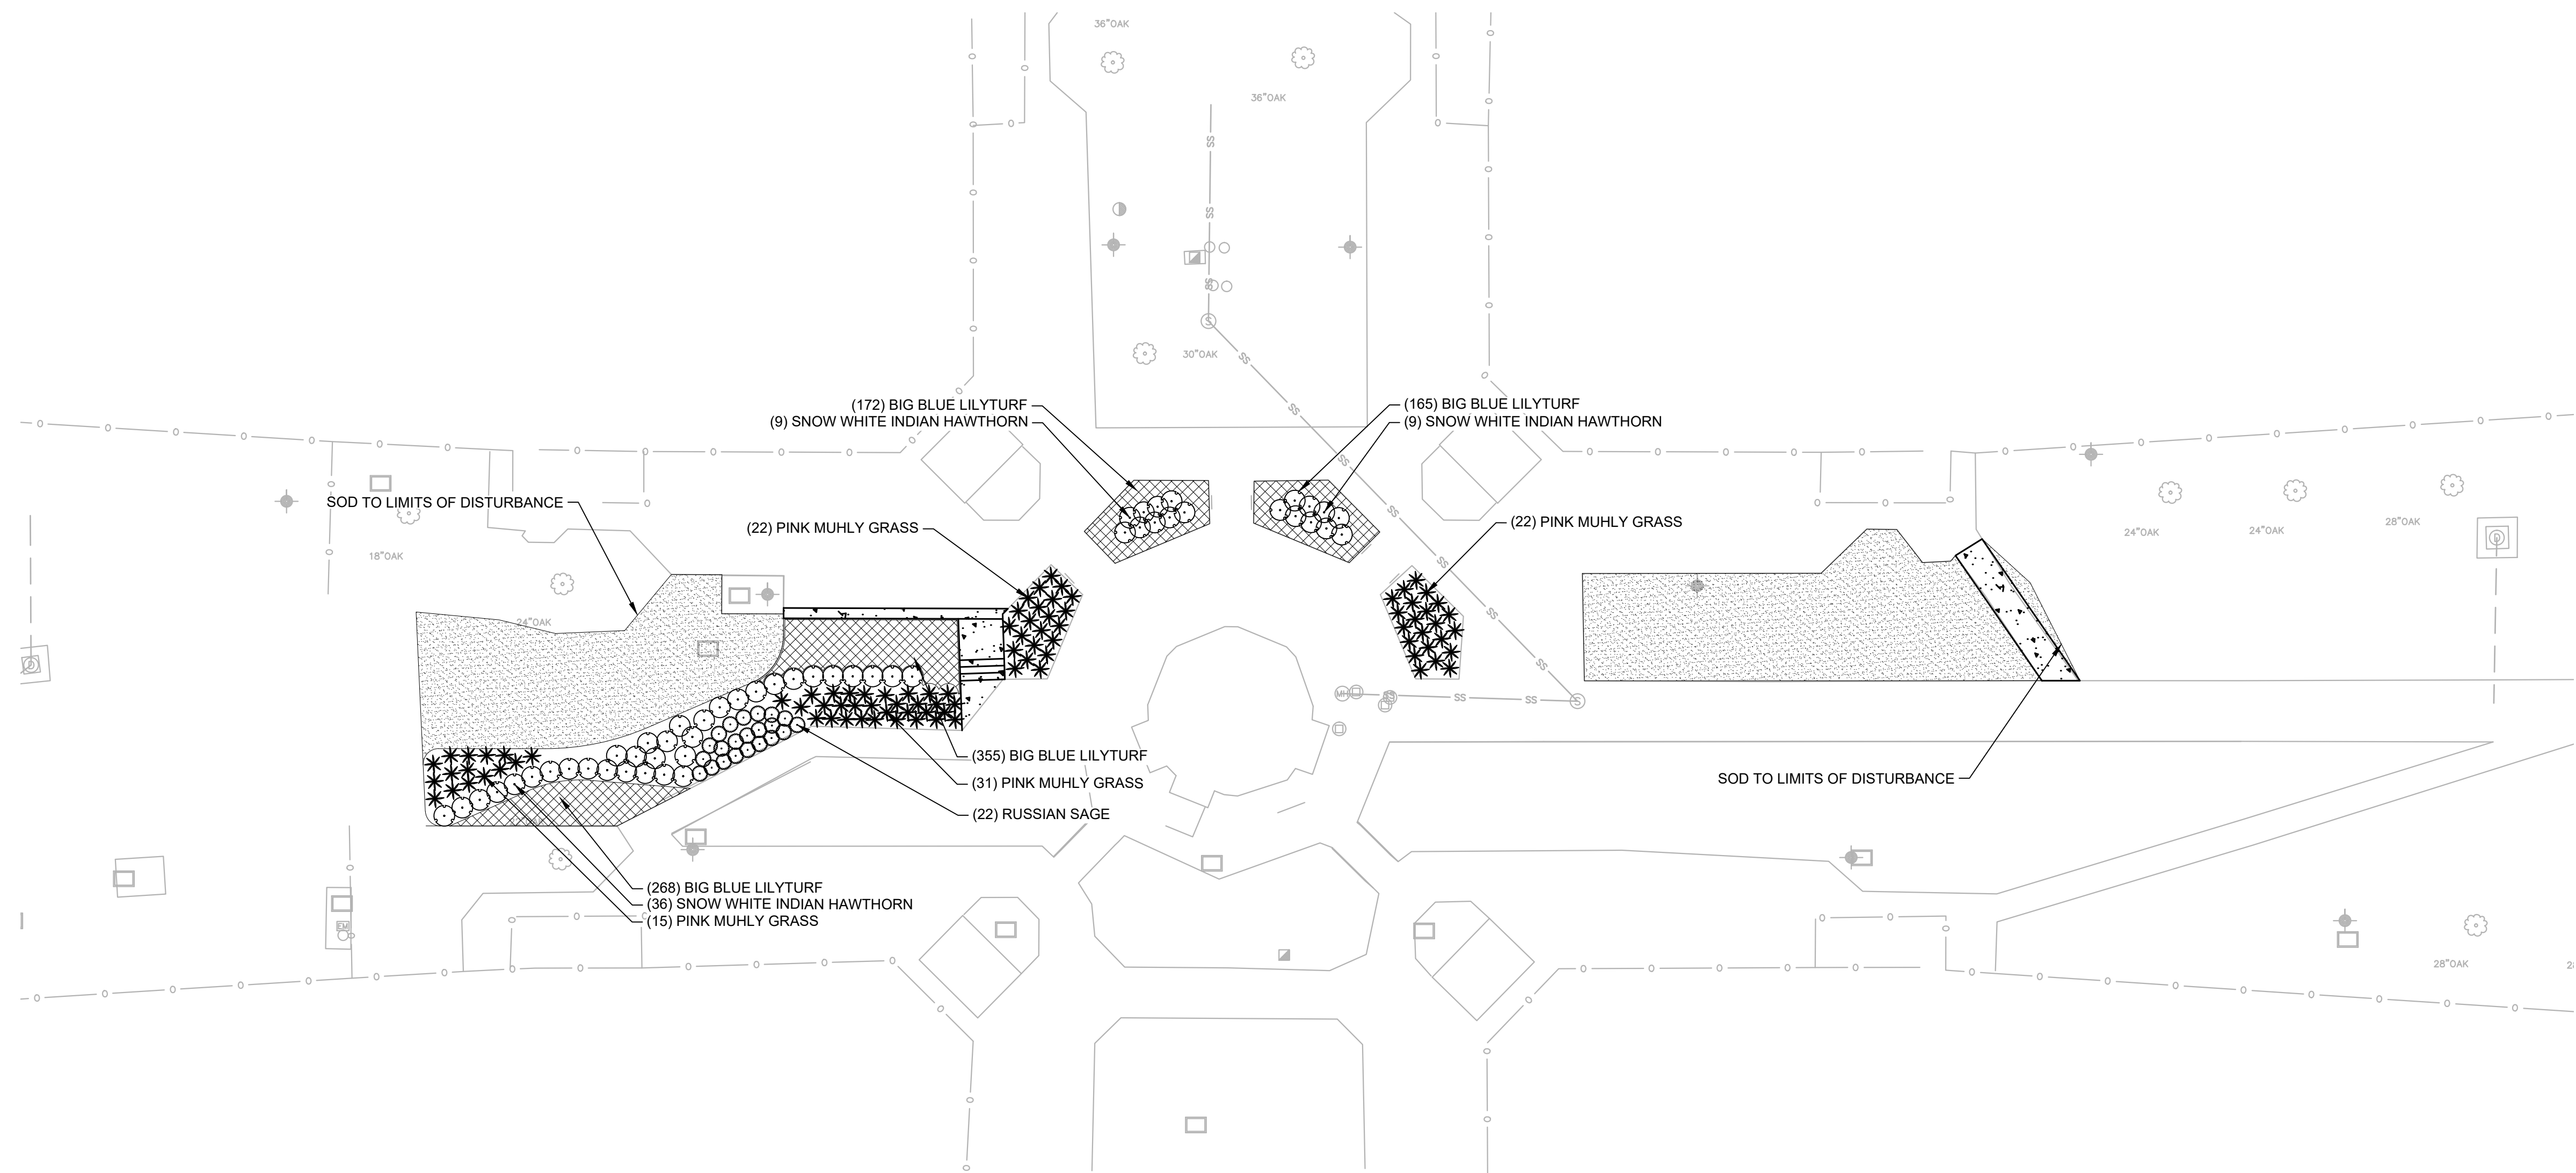 36"OAK
36"OAK
SS
SS
SS
S
30"OAK
SS
SS
SS
SS
SS
SS
SS
SS
SS
S
MH
(172) BIG BLUE LILYTURF
(9) SNOW WHITE INDIAN HAWTHORN
(165) BIG BLUE LILYTURF
(9) SNOW WHITE INDIAN HAWTHORN
SOD TO LIMITS OF DISTURBANCE
(22) PINK MUHLY GRASS
(22) PINK MUHLY GRASS
18"OAK
24"OAK
24"OAK
24"OAK
28"OAK
D
(355) BIG BLUE LILYTURF
(31) PINK MUHLY GRASS
(22) RUSSIAN SAGE
SOD TO LIMITS OF DISTURBANCE
(268) BIG BLUE LILYTURF
(36) SNOW WHITE INDIAN HAWTHORN
(15) PINK MUHLY GRASS
EM
28"OAK